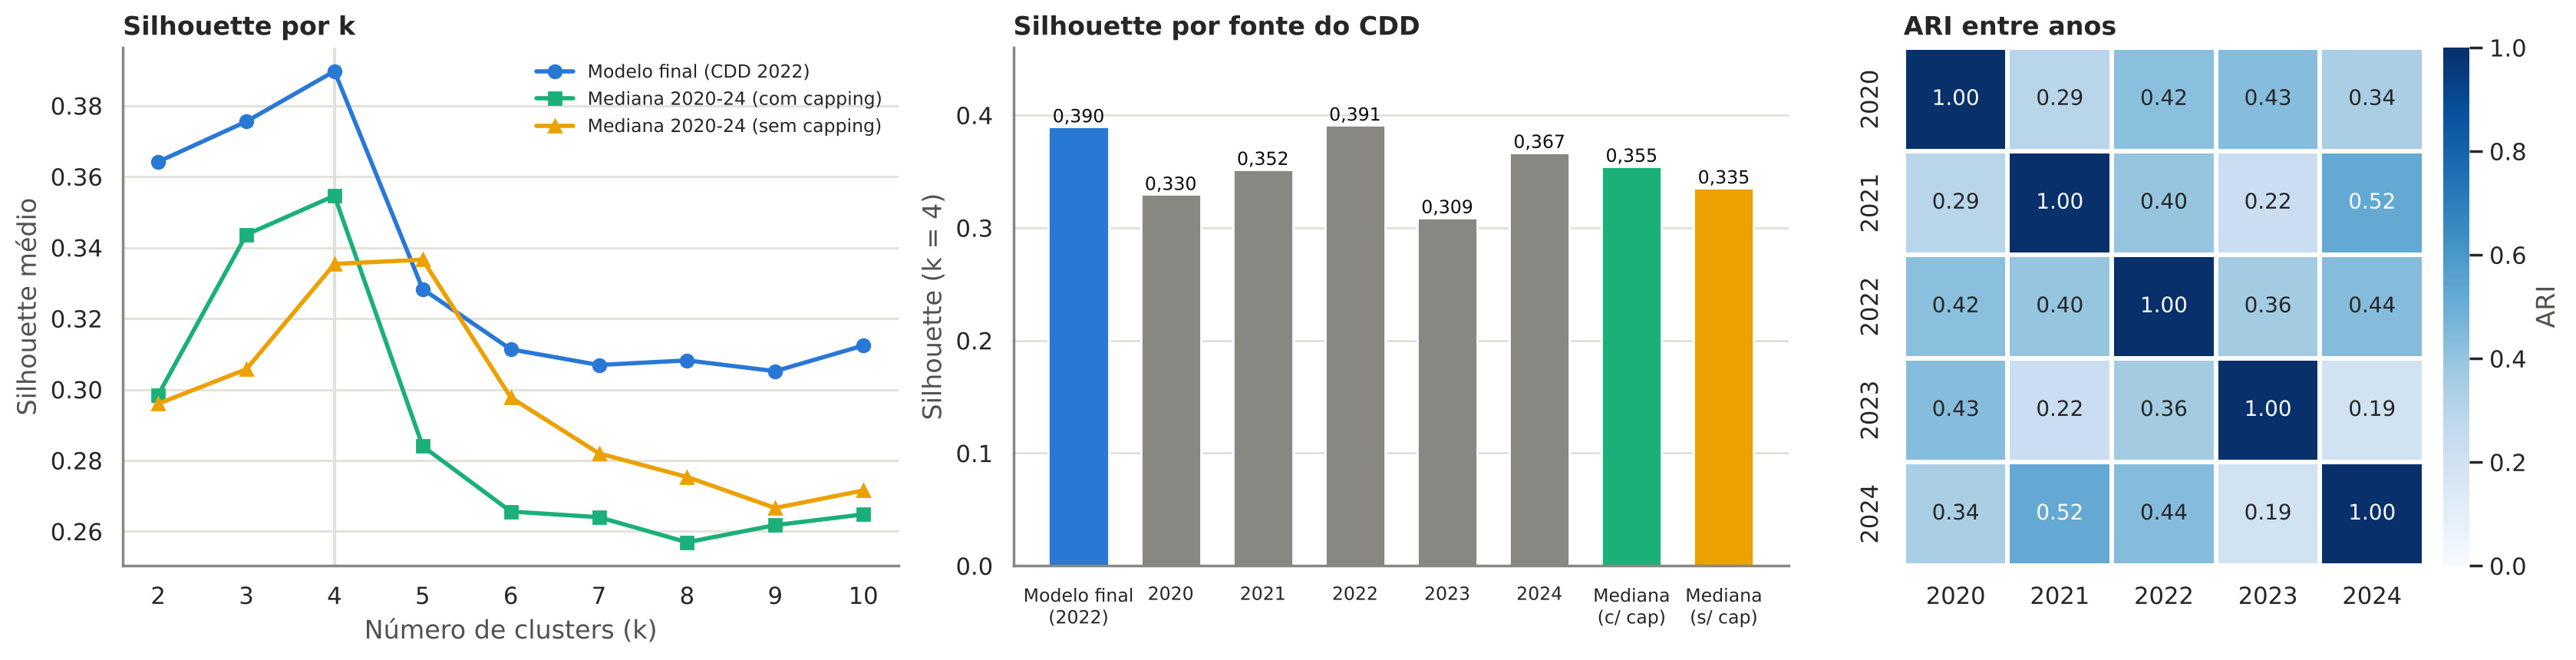 Silhouette por k
Silhouette médio
0.38
0.36
0.34
0.32
0.30
0.28
0.26
Modelo final (CDD 2022)
Mediana 2020-24 (com capping)
Mediana 2020-24 (sem capping)
2 3 4 5 6 7 8 9 10
Número de clusters (k)
Silhouette por fonte do CDD
Silhouette (k = 4)
0.4
0.3
0.2
0.1
0.0
0,390 0,330 0,352 0,391 0,309 0,367 0,355 0,335
Modelo final 2020 2021 2022 2023 2024 Mediana Mediana
(2022) (c/ cap) (s/ cap)
ARI entre anos
2020 1.00 0.29 0.42 0.43 0.34
2021 0.29 1.00 0.40 0.22 0.52
2022 0.42 0.40 1.00 0.36 0.44
2023 0.43 0.22 0.36 1.00 0.19
2024 0.34 0.52 0.44 0.19 1.00
2020 2021 2022 2023 2024
1.0
0.8
0.6
0.4
0.2
0.0
ARI